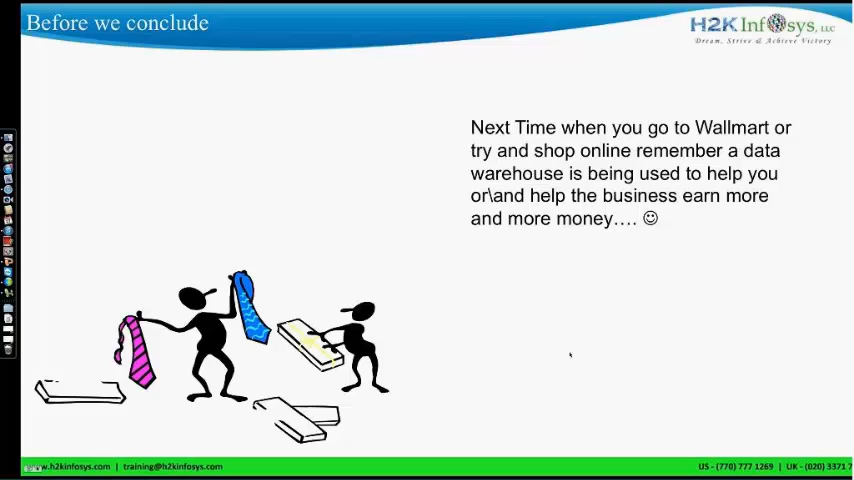 Before we conclude
H2K Infosys, LLC
Dream, Strive & Achieve Victory
Next Time when you go to Wallmart or
try and shop online remember a data
warehouse is being used to help you
or\and help the business earn more
and more money…. ☺
www.h2kinfosys.com | training@h2kinfosys.com
US - (770) 777 1269 | UK - (020) 3371 7